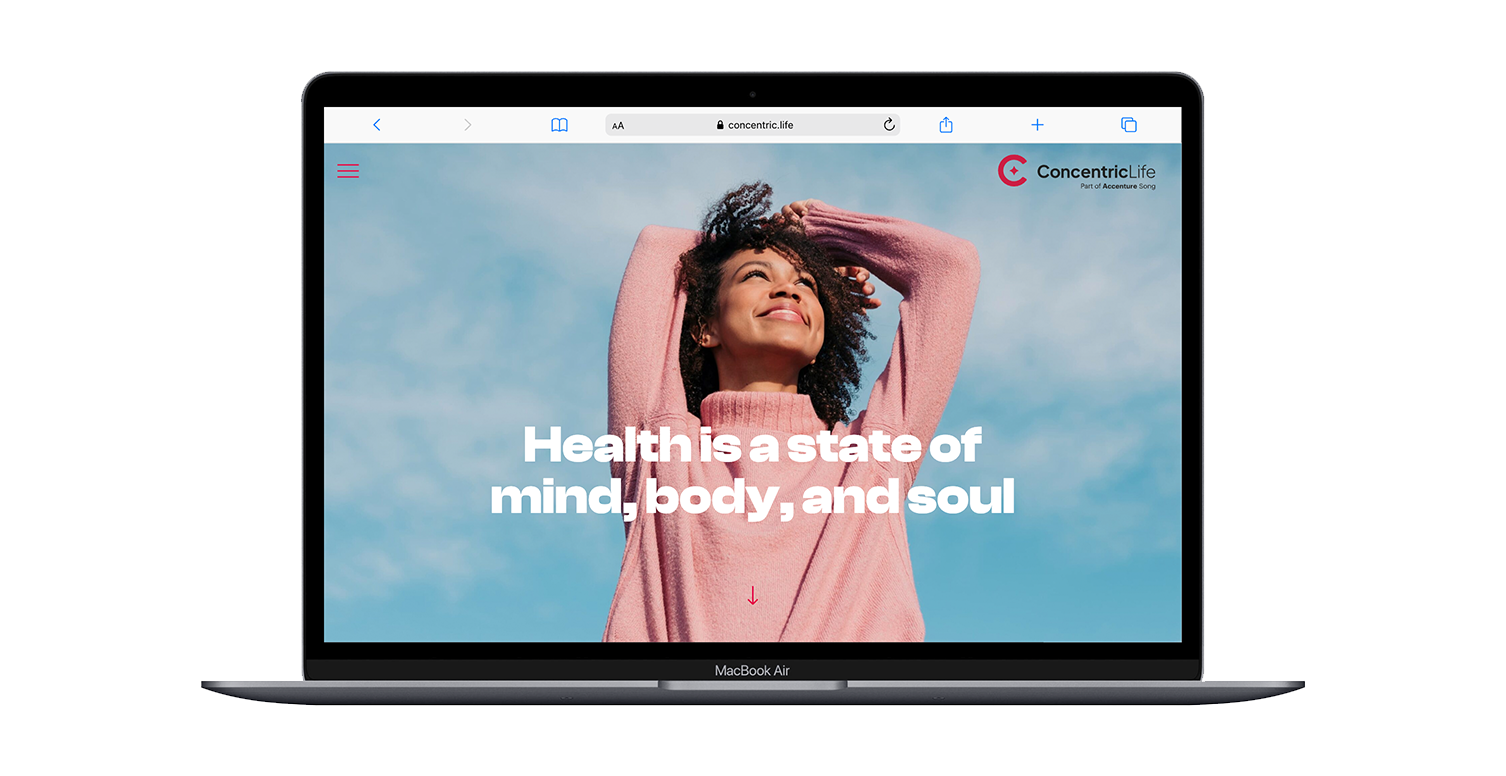 AA concentric.life
ConcentricLife
Part of Accenture Song
Health is a state of
mind, body, and soul
MacBook Air